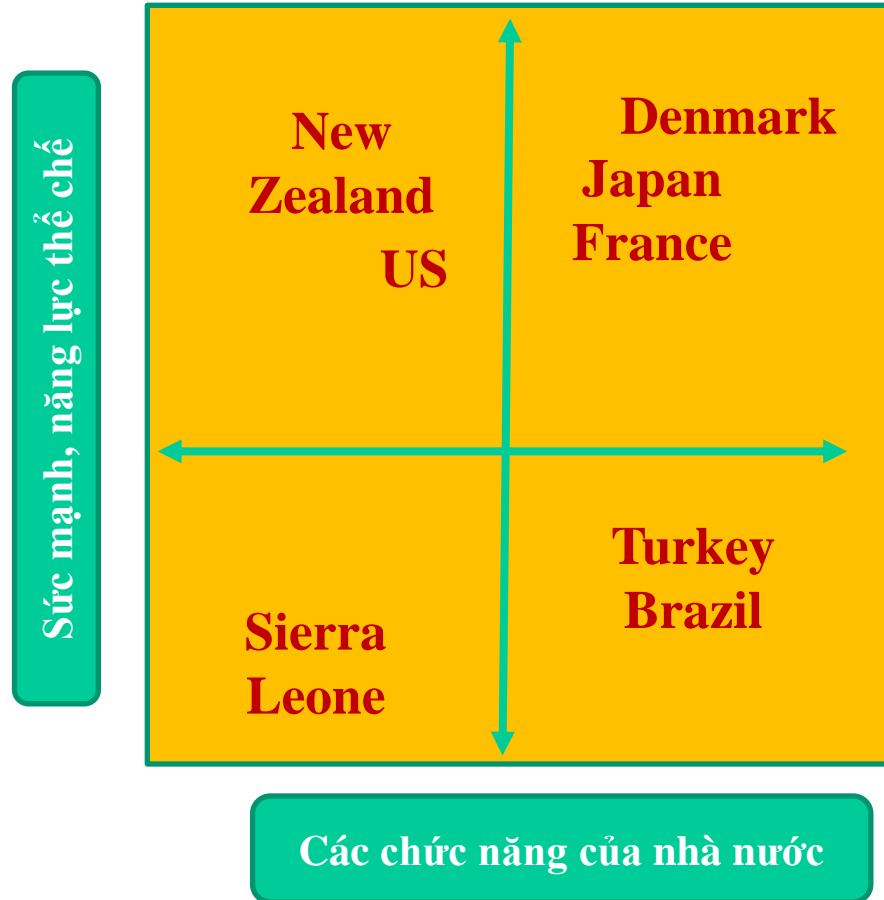 Sức mạnh, năng lực thể chế
New
Zealand
US
Denmark
Japan
France
Sierra
Leone
Turkey
Brazil
Các chức năng của nhà nước